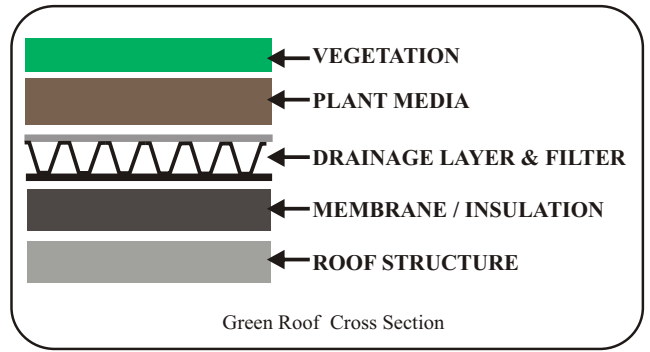 VEGETATION
PLANT MEDIA
DRAINAGE LAYER & FILTER
MEMBRANE / INSULATION
ROOF STRUCTURE
Green Roof Cross Section